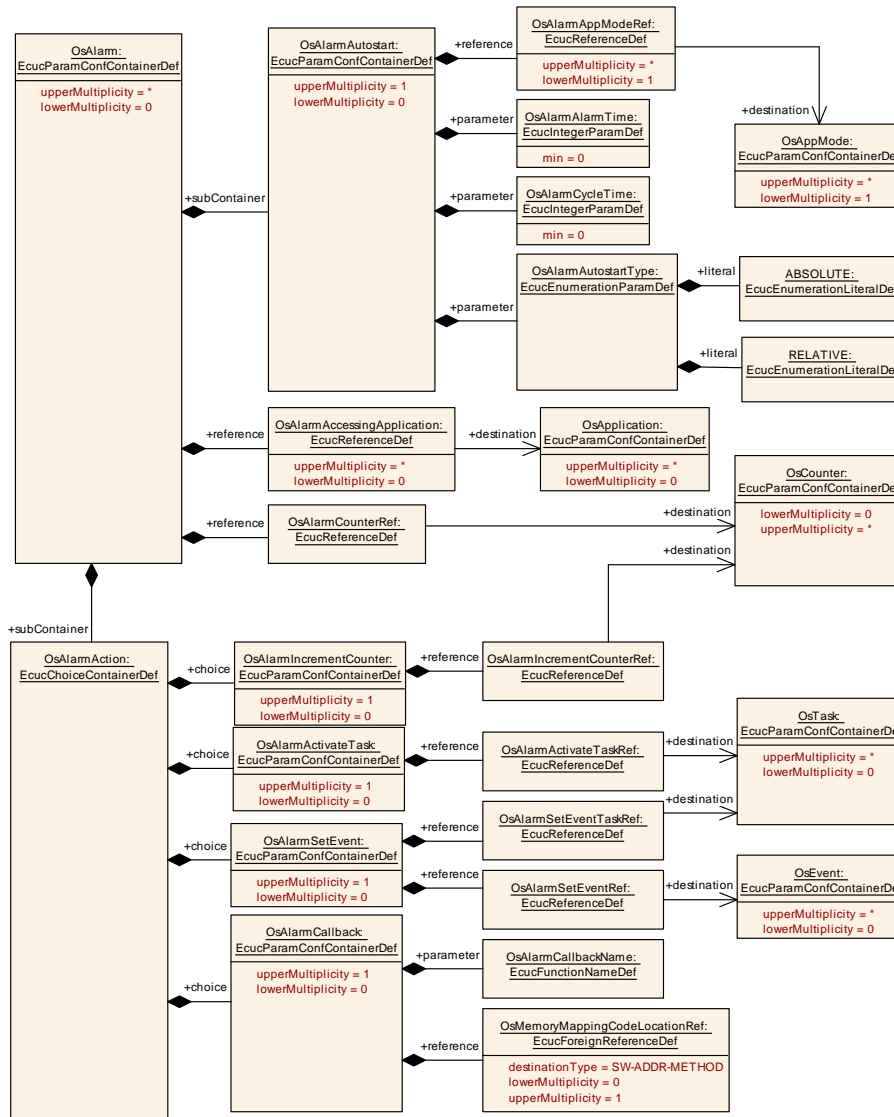 OsAlarm:
EcucParamConfContainerDef
upperMultiplicity = *
lowerMultiplicity = 0
+subContainer
OsAlarmAutostart:
EcucParamConfContainerDef
upperMultiplicity = 1
lowerMultiplicity = 0
+reference
OsAlarmAppModeRef:
EcucReferenceDef
upperMultiplicity = *
lowerMultiplicity = 1
+destination
OsAppMode:
EcucParamConfContainerDef
upperMultiplicity = *
lowerMultiplicity = 1
+parameter
OsAlarmAlarmTime:
EcucIntegerParamDef
min = 0
+parameter
OsAlarmCycleTime:
EcucIntegerParamDef
min = 0
+parameter
OsAlarmAutostartType:
EcucEnumerationParamDef
+literal
ABSOLUTE:
EcucEnumerationLiteralDe
+literal
RELATIVE:
EcucEnumerationLiteralDe
+reference
OsAlarmAccessingApplication:
EcucReferenceDef
upperMultiplicity = *
lowerMultiplicity = 0
+destination
OsApplication:
EcucParamConfContainerDef
upperMultiplicity = *
lowerMultiplicity = 0
+reference
OsAlarmCounterRef:
EcucReferenceDef
+destination
OsCounter:
EcucParamConfContainerDef
lowerMultiplicity = 0
upperMultiplicity = *
+destination
+subContainer
OsAlarmAction:
EcucChoiceContainerDef
+choice
OsAlarmIncrementCounter:
EcucParamConfContainerDef
upperMultiplicity = 1
lowerMultiplicity = 0
+reference
OsAlarmIncrementCounterRef:
EcucReferenceDef
+choice
OsAlarmActivateTask:
EcucParamConfContainerDef
upperMultiplicity = 1
lowerMultiplicity = 0
+reference
OsAlarmActivateTaskRef:
EcucReferenceDef
+destination
OsTask:
EcucParamConfContainerDef
upperMultiplicity = *
lowerMultiplicity = 0
+choice
OsAlarmSetEvent:
EcucParamConfContainerDef
upperMultiplicity = 1
lowerMultiplicity = 0
+reference
OsAlarmSetEventTaskRef:
EcucReferenceDef
+destination
+reference
OsAlarmSetEventRef:
EcucReferenceDef
+destination
OsEvent:
EcucParamConfContainerDef
upperMultiplicity = *
lowerMultiplicity = 0
+choice
OsAlarmCallback:
EcucParamConfContainerDef
upperMultiplicity = 1
lowerMultiplicity = 0
+parameter
OsAlarmCallbackName:
EcucFunctionNameDef
+reference
OsMemoryMappingCodeLocationRef:
EcucForeignReferenceDef
destinationType = SW-ADDR-METHOD
lowerMultiplicity = 0
upperMultiplicity = 1